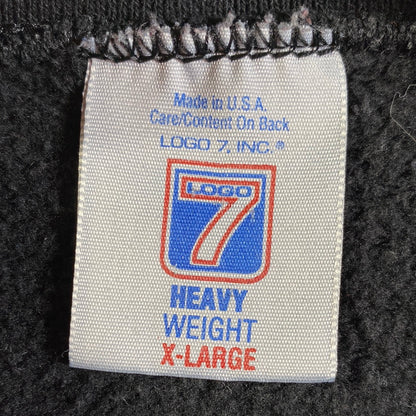 Made in U.S.A.
Care/Content On Back
LOGO 7, INC.®
LOGO
7
HEAVY
WEIGHT
X-LARGE